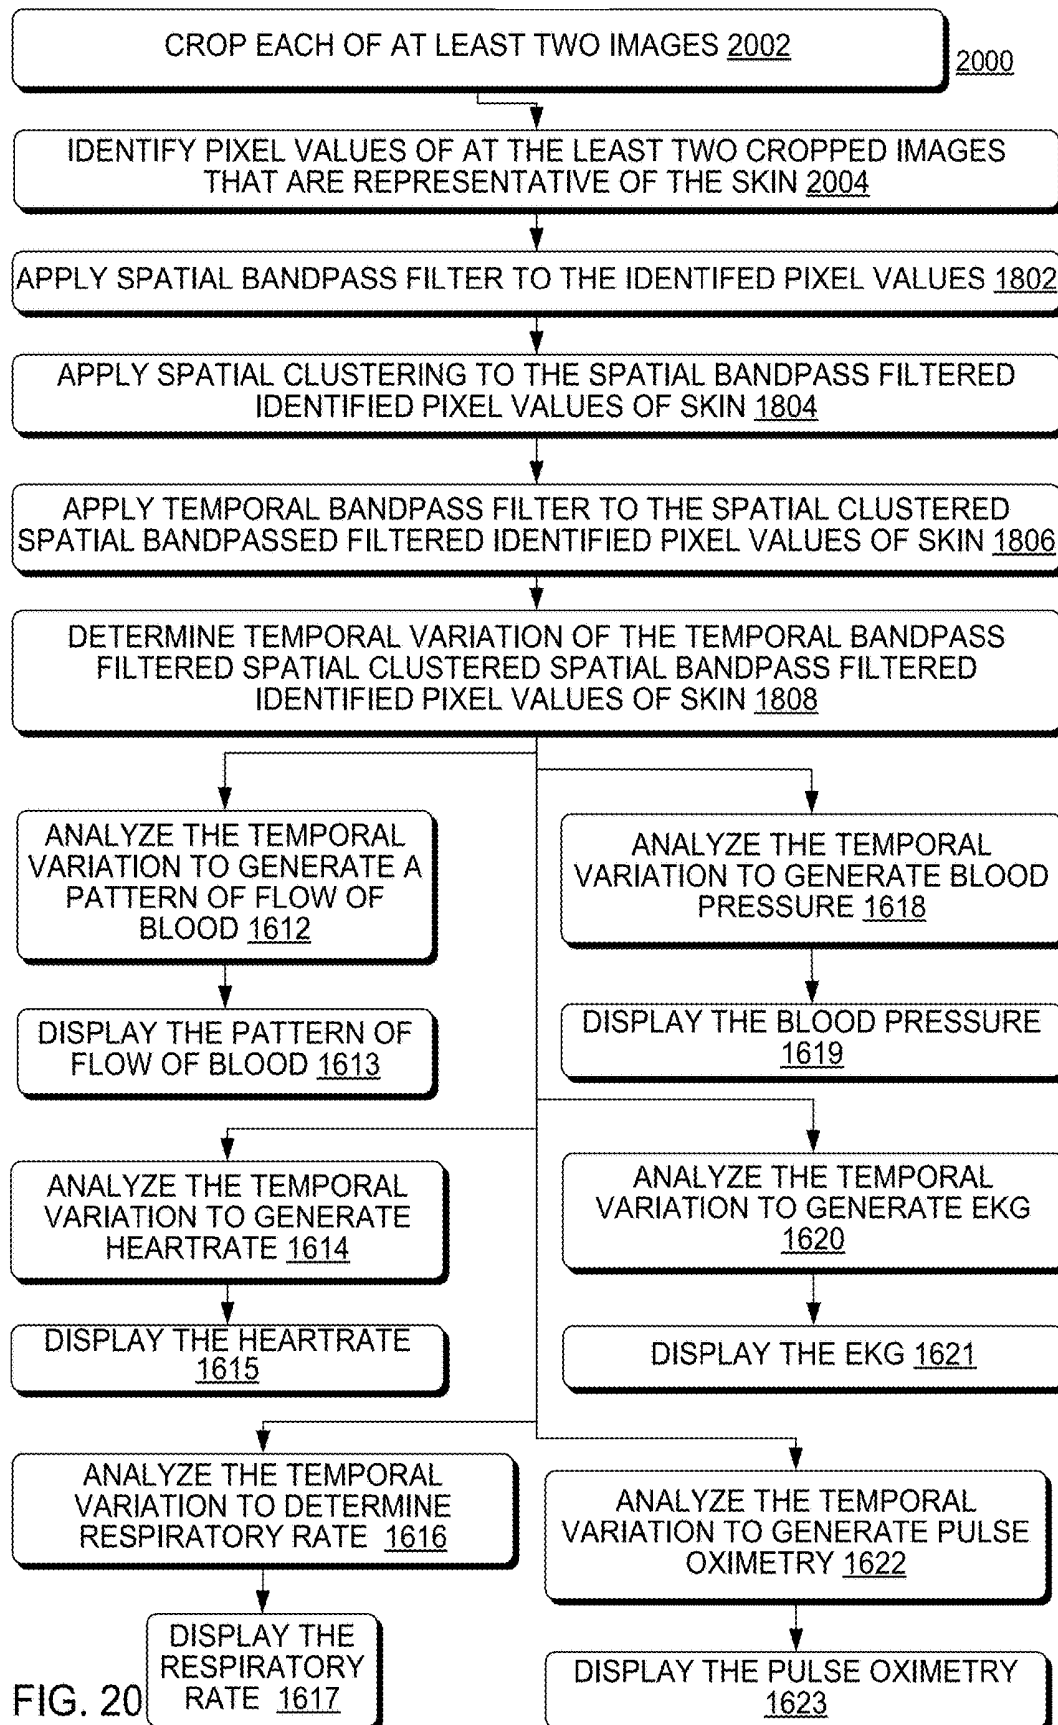 CROP EACH OF AT LEAST TWO IMAGES 2002
2000
IDENTIFY PIXEL VALUES OF AT THE LEAST TWO CROPPED IMAGES
THAT ARE REPRESENTATIVE OF THE SKIN 2004
APPLY SPATIAL BANDPASS FILTER TO THE IDENTIFED PIXEL VALUES 1802
APPLY SPATIAL CLUSTERING TO THE SPATIAL BANDPASS FILTERED
IDENTIFIED PIXEL VALUES OF SKIN 1804
APPLY TEMPORAL BANDPASS FILTER TO THE SPATIAL CLUSTERED
SPATIAL BANDPASSED FILTERED IDENTIFIED PIXEL VALUES OF SKIN 1806
DETERMINE TEMPORAL VARIATION OF THE TEMPORAL BANDPASS
FILTERED SPATIAL CLUSTERED SPATIAL BANDPASS FILTERED
IDENTIFIED PIXEL VALUES OF SKIN 1808
ANALYZE THE TEMPORAL
VARIATION TO GENERATE A
PATTERN OF FLOW OF
BLOOD 1612
ANALYZE THE TEMPORAL
VARIATION TO GENERATE BLOOD
PRESSURE 1618
DISPLAY THE PATTERN OF
FLOW OF BLOOD 1613
DISPLAY THE BLOOD PRESSURE
1619
ANALYZE THE TEMPORAL
VARIATION TO GENERATE
HEARTRATE 1614
ANALYZE THE TEMPORAL
VARIATION TO GENERATE EKG
1620
DISPLAY THE HEARTRATE
1615
DISPLAY THE EKG 1621
ANALYZE THE TEMPORAL
VARIATION TO DETERMINE
RESPIRATORY RATE 1616
ANALYZE THE TEMPORAL
VARIATION TO GENERATE PULSE
OXIMETRY 1622
DISPLAY THE
RESPIRATORY
RATE 1617
DISPLAY THE PULSE OXIMETRY
1623
FIG. 20